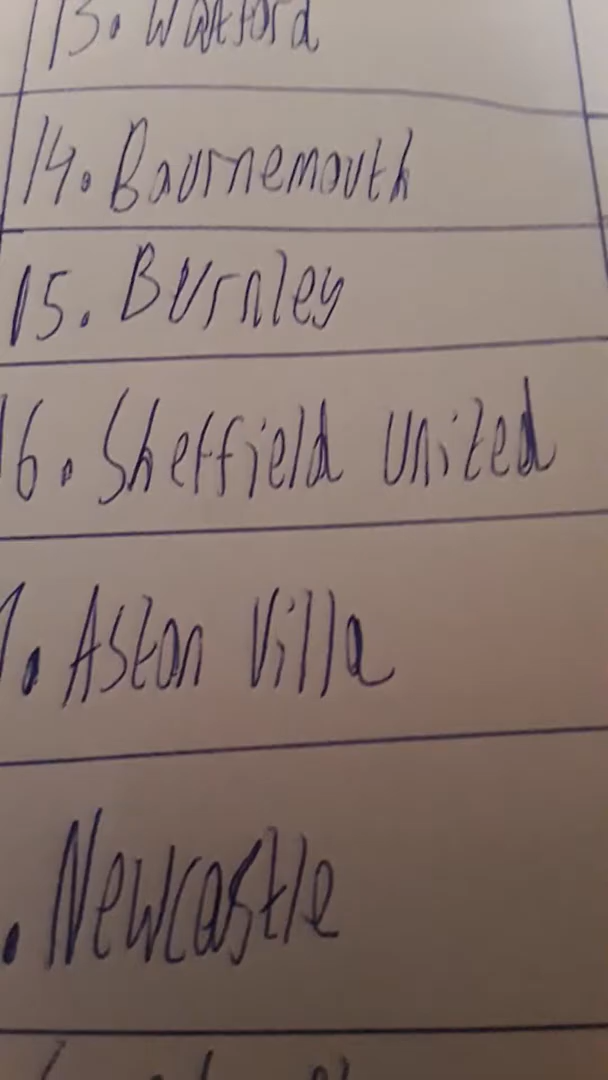 13. Watford
14. Bournemouth
15. Burnley
16. Sheffield United
7. Aston Villa
. Newcastle